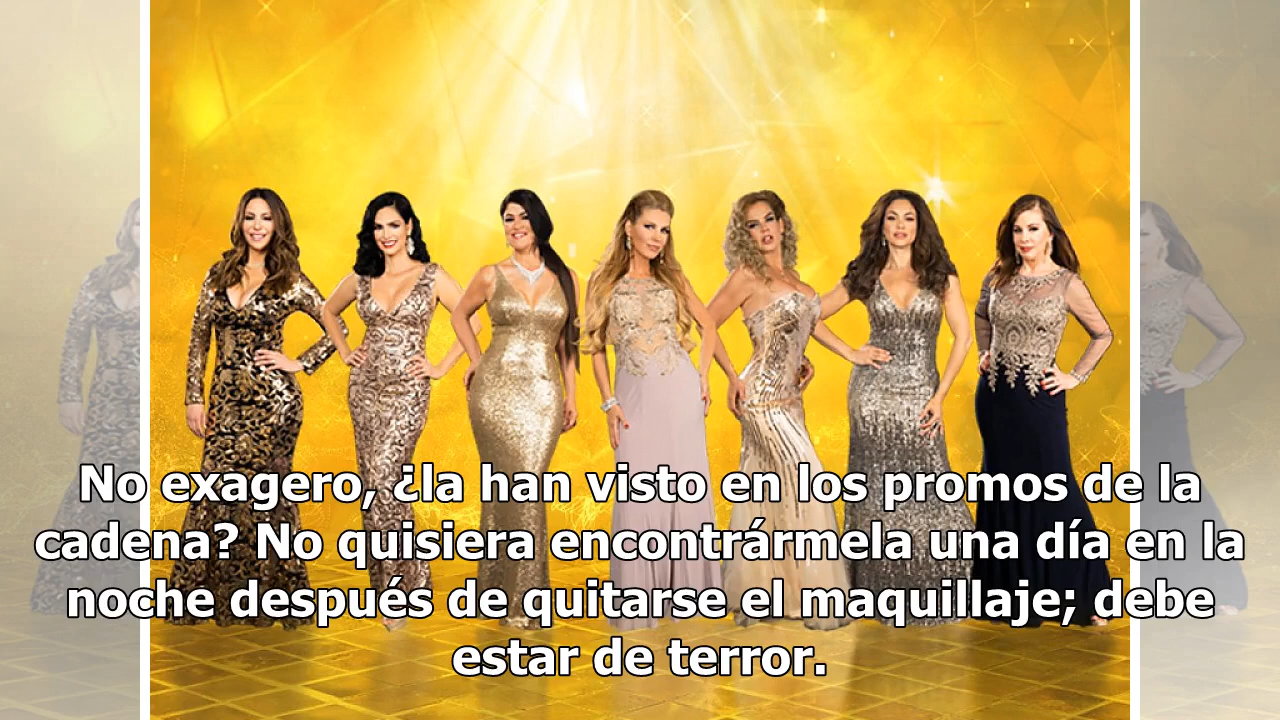 No exagero, ¿la han visto en los promos de la
cadena? No quisiera encontrármela una día en la
noche después de quitarse el maquillaje; debe
estar de terror.